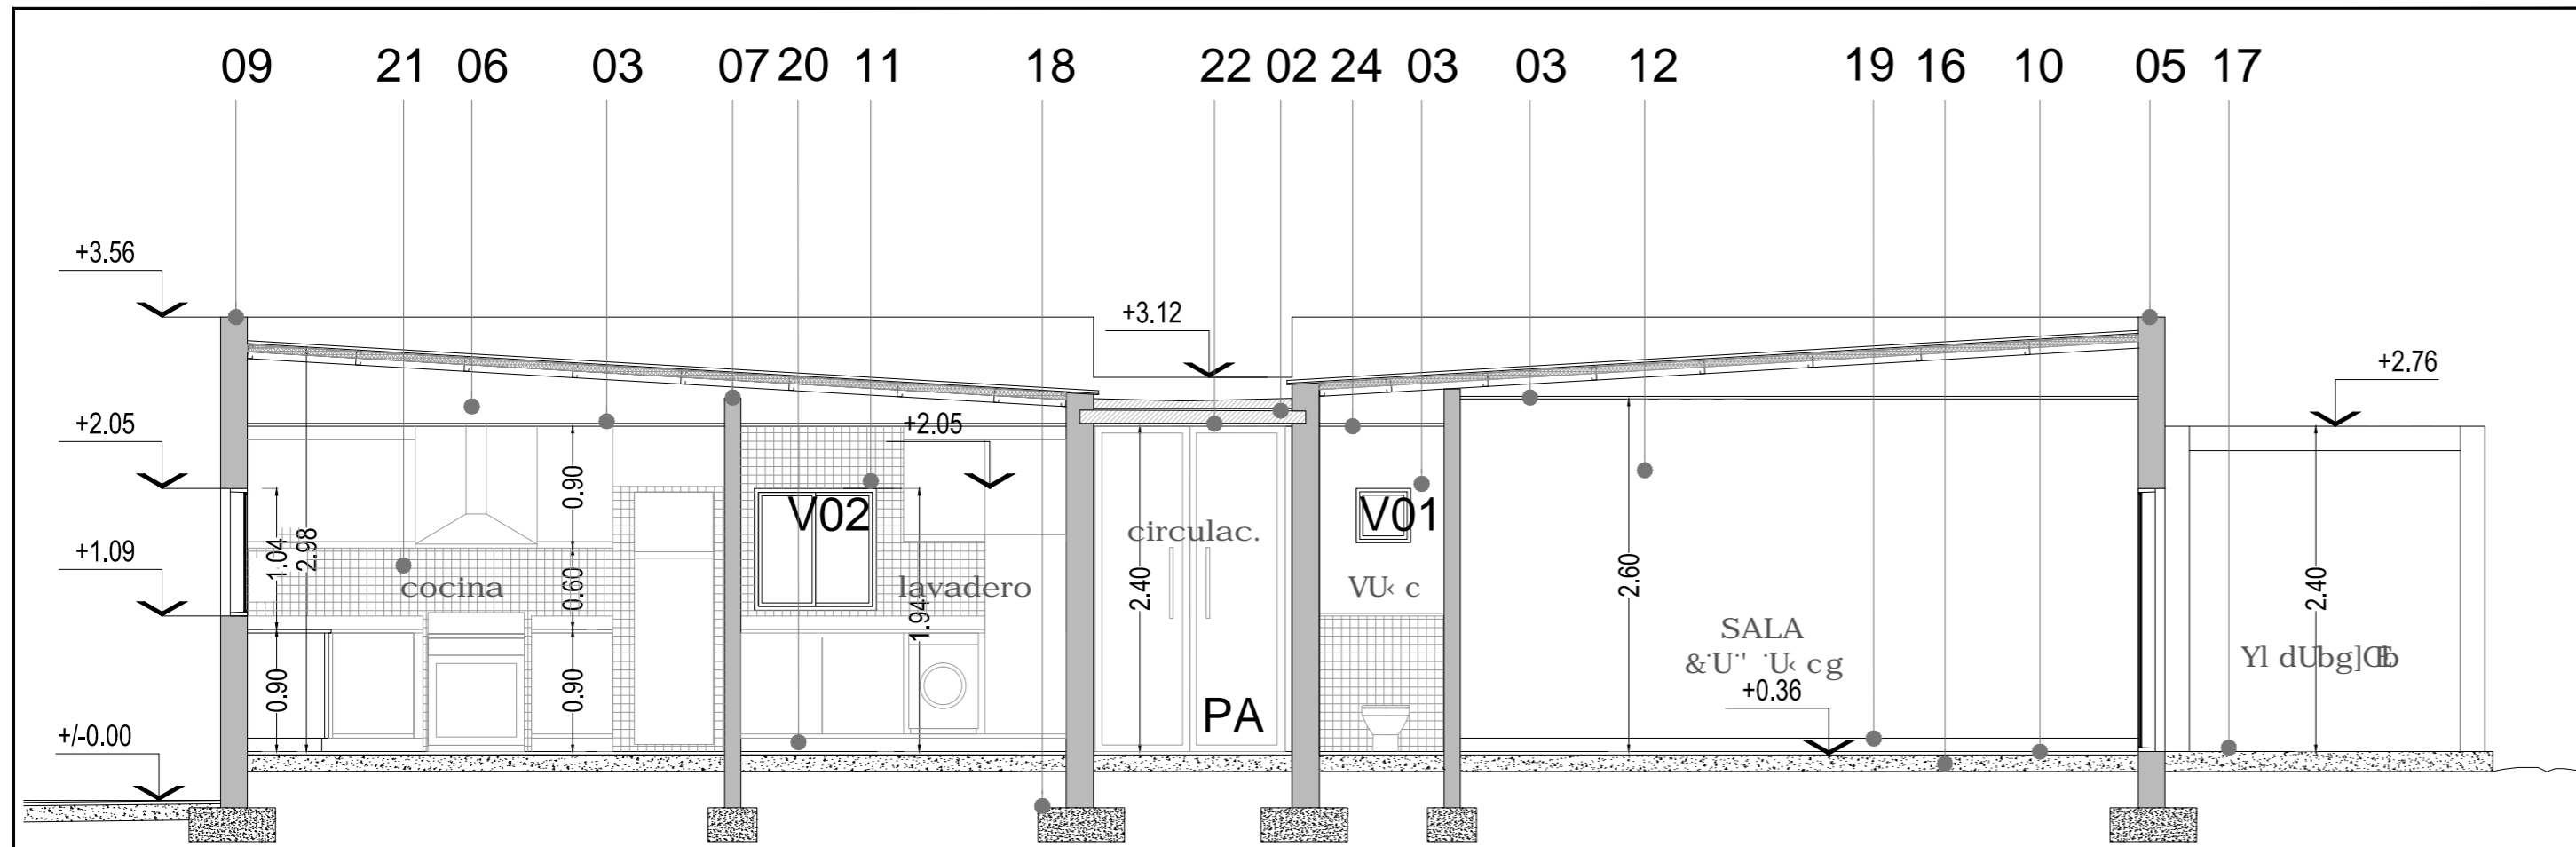 09 21 06 03 07 20 11 18 22 02 24 03 03 12 19 16 10 05 17
+3.56
+3.12
+2.76
+2.05
+2.05
+1.09
+/-0.00
+0.36
1.04
2.98
0.90
0.60
0.90
0.90
1.94
2.40
2.60
2.40
V02
V01
PA
cocina
lavadero
circulac.
VU‹ c
SALA
&˙U¨' ˙U‹ cg